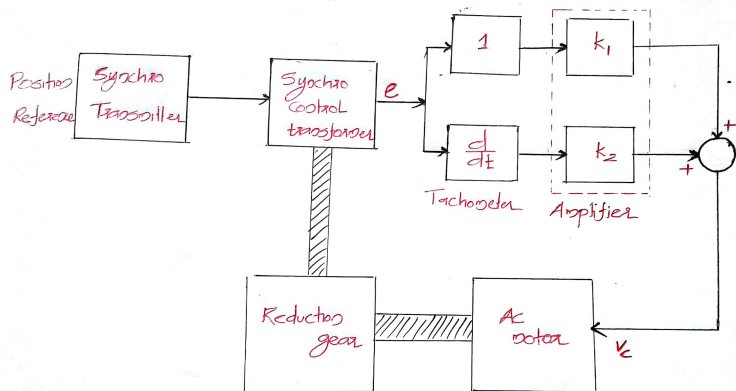 Position
Reference
Synchro
Transmitter
Synchro
control
transformer
e
1
K1
d
dt
K2
+
+
Tachometer
Amplifier
Reduction
gear
Ac
motor
Vc